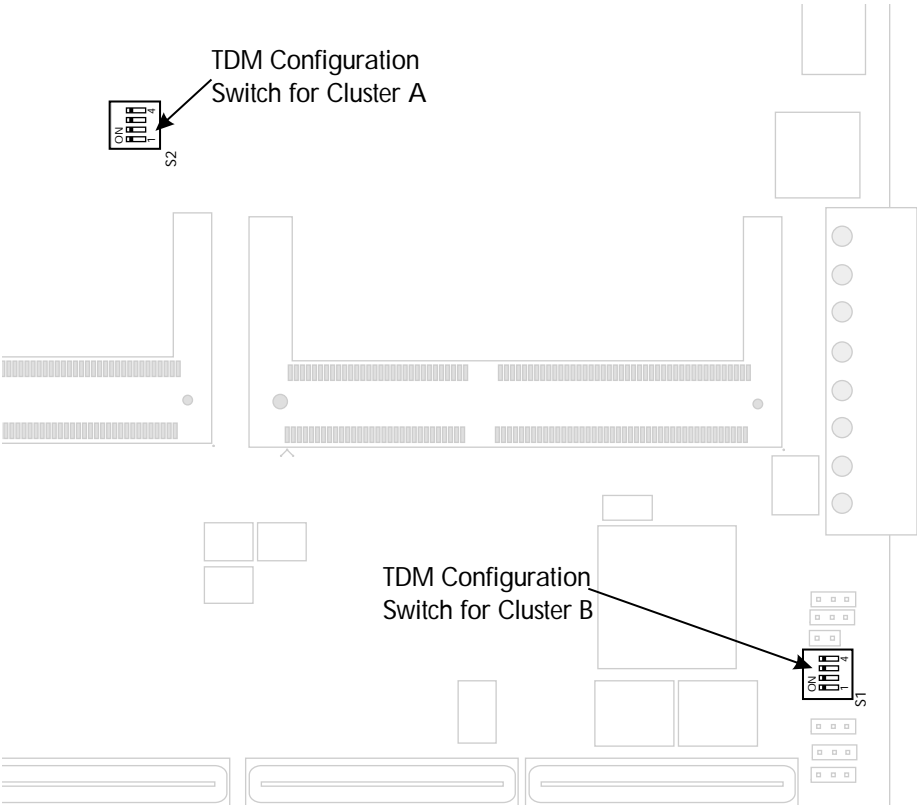 TDM Configuration
Switch for Cluster A
ON
4
1
S2
TDM Configuration
Switch for Cluster B
ON
4
1
S1